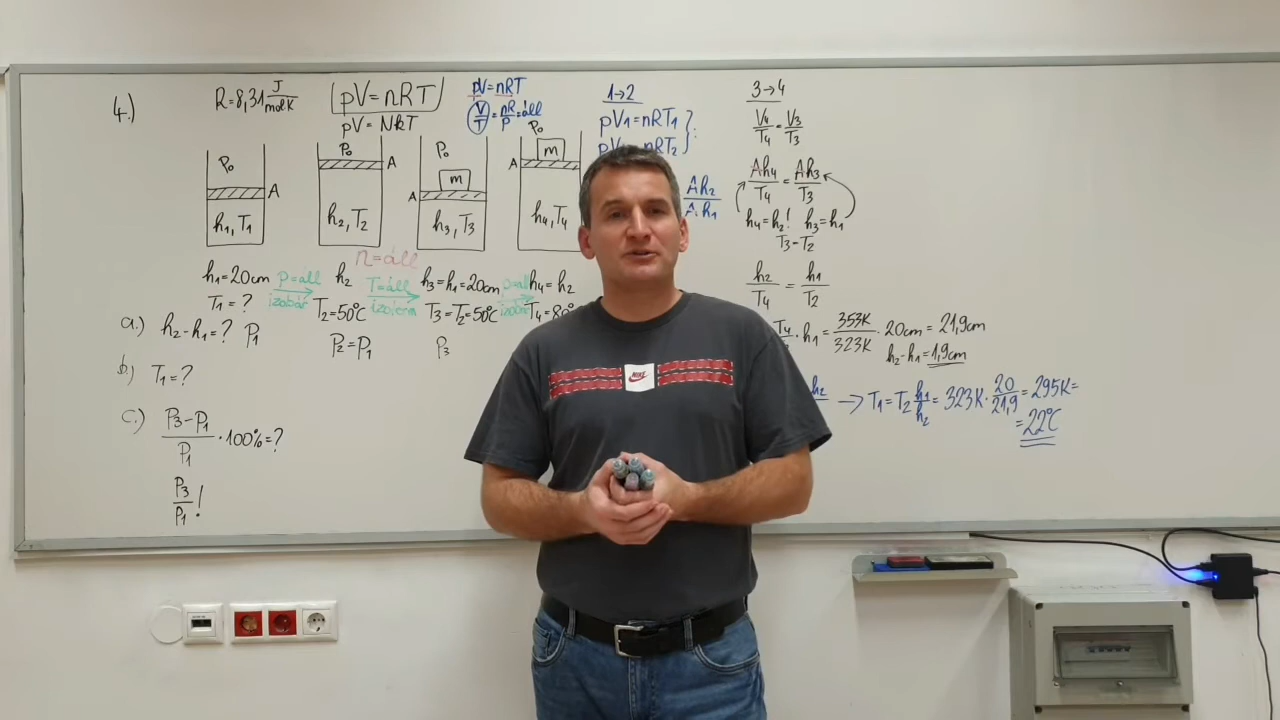 4.)
R=8,31 J/molK
pV=nRT
pV=NkT
pV=nRT
V/T = nR/P = áll
P₀
A
h₁,T₁
P₀
A
h₂,T₂
P₀
m
A
h₃,T₃
P₀
m
A
h₄,T₄
n=áll
h₁=20cm
P=áll
izobár
h₂
T=áll
izoterm
h₃=h₁=20cm
h₄=h₂
T₁=?
T₂=50°C
T₃=T₂=50°C
izobár
a.) h₂-h₁=? P₁
P₂=P₁
P₃
b.) T₁=?
c.) P₃-P₁/P₁ · 100%=?
P₃/P₁ !
1→2
pV₁=nRT₁
Ah₂/Ah₁
3→4
V₄/T₄ = V₃/T₃
Ah₄/T₄ = Ah₃/T₃
h₄=h₂! h₃=h₁
T₃-T₂
h₂/T₄ = h₁/T₂
· h₁ = 353K/323K · 20cm = 21,9cm
h₂-h₁=1,9cm
h₂ → T₁=T₂ h₁/h₂ = 323K · 20/21,9 = 295K=
=22°C
NIKE